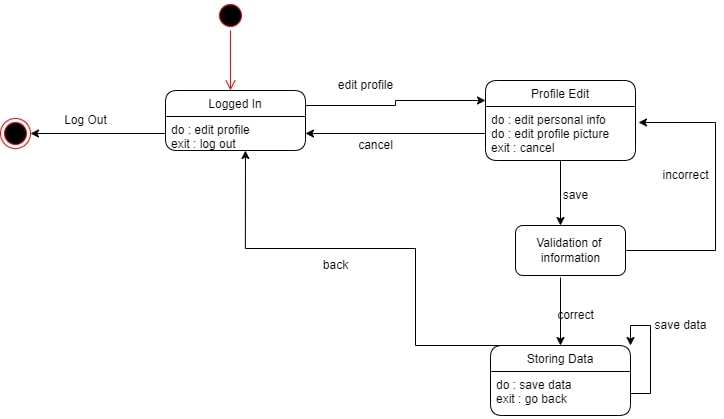 edit profile
Profile Edit
Logged In
Log Out
do : edit profile
exit : log out
do : edit personal info
do : edit profile picture
exit : cancel
cancel
incorrect
save
Validation of
information
back
correct
save data
Storing Data
do : save data
exit : go back